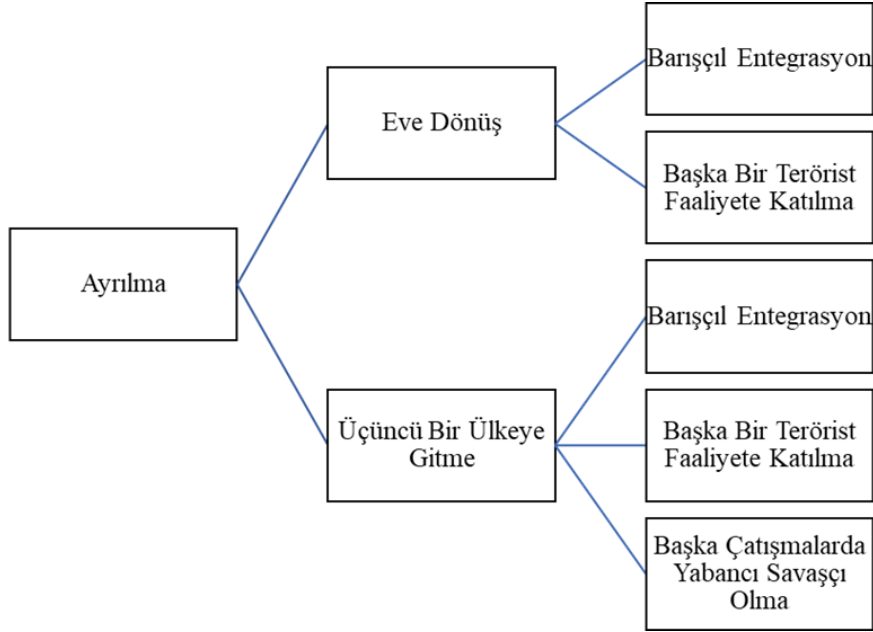 Barışçıl Entegrasyon
Eve Dönüş
Başka Bir Terörist
Faaliyete Katılma
Ayrılma
Barışçıl Entegrasyon
Üçüncü Bir Ülkeye
Gitme
Başka Bir Terörist
Faaliyete Katılma
Başka Çatışmalarda
Yabancı Savaşçı
Olma